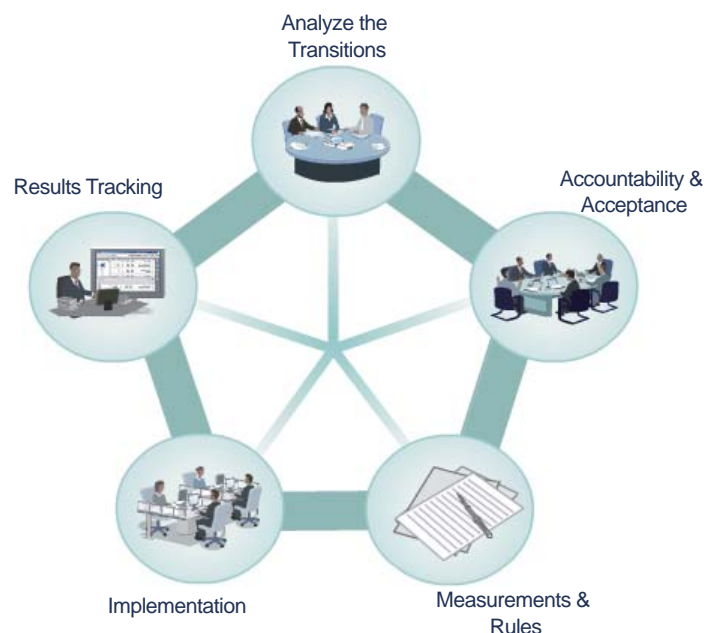 Analyze the
Transitions
Results Tracking
Accountability &
Acceptance
Implementation
Measurements &
Rules